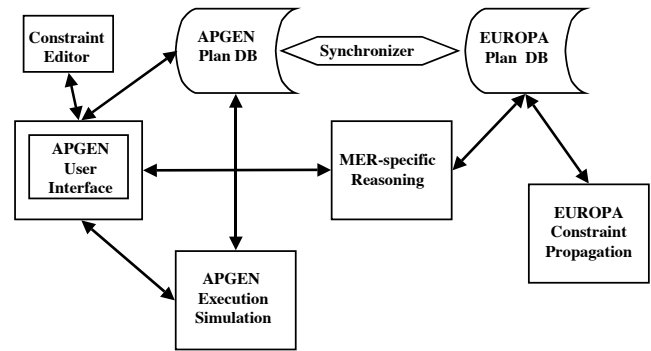 Constraint
Editor
APGEN
Plan DB
Synchronizer
EUROPA
Plan DB
APGEN
User
Interface
MER-specific
Reasoning
EUROPA
Constraint
Propagation
APGEN
Execution
Simulation